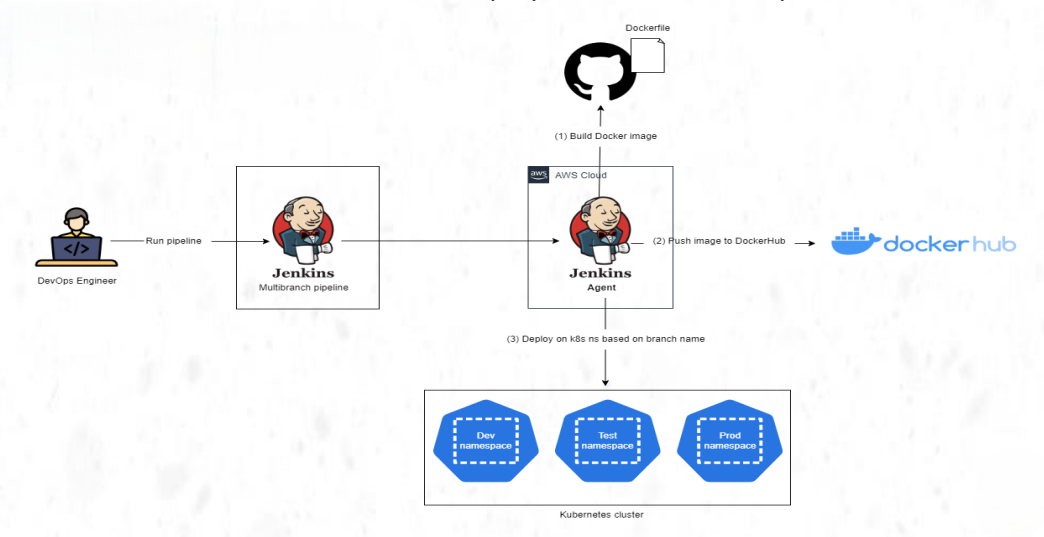 Dockerfile
(1) Build Docker image
aws
AWS Cloud
Run pipeline
Jenkins
Multibranch pipeline
Jenkins
Agent
(2) Push image to DockerHub
dockerhub
DevOps Engineer
(3) Deploy on k8s ns based on branch name
Dev
namespace
Test
namespace
Prod
namespace
Kubernetes cluster